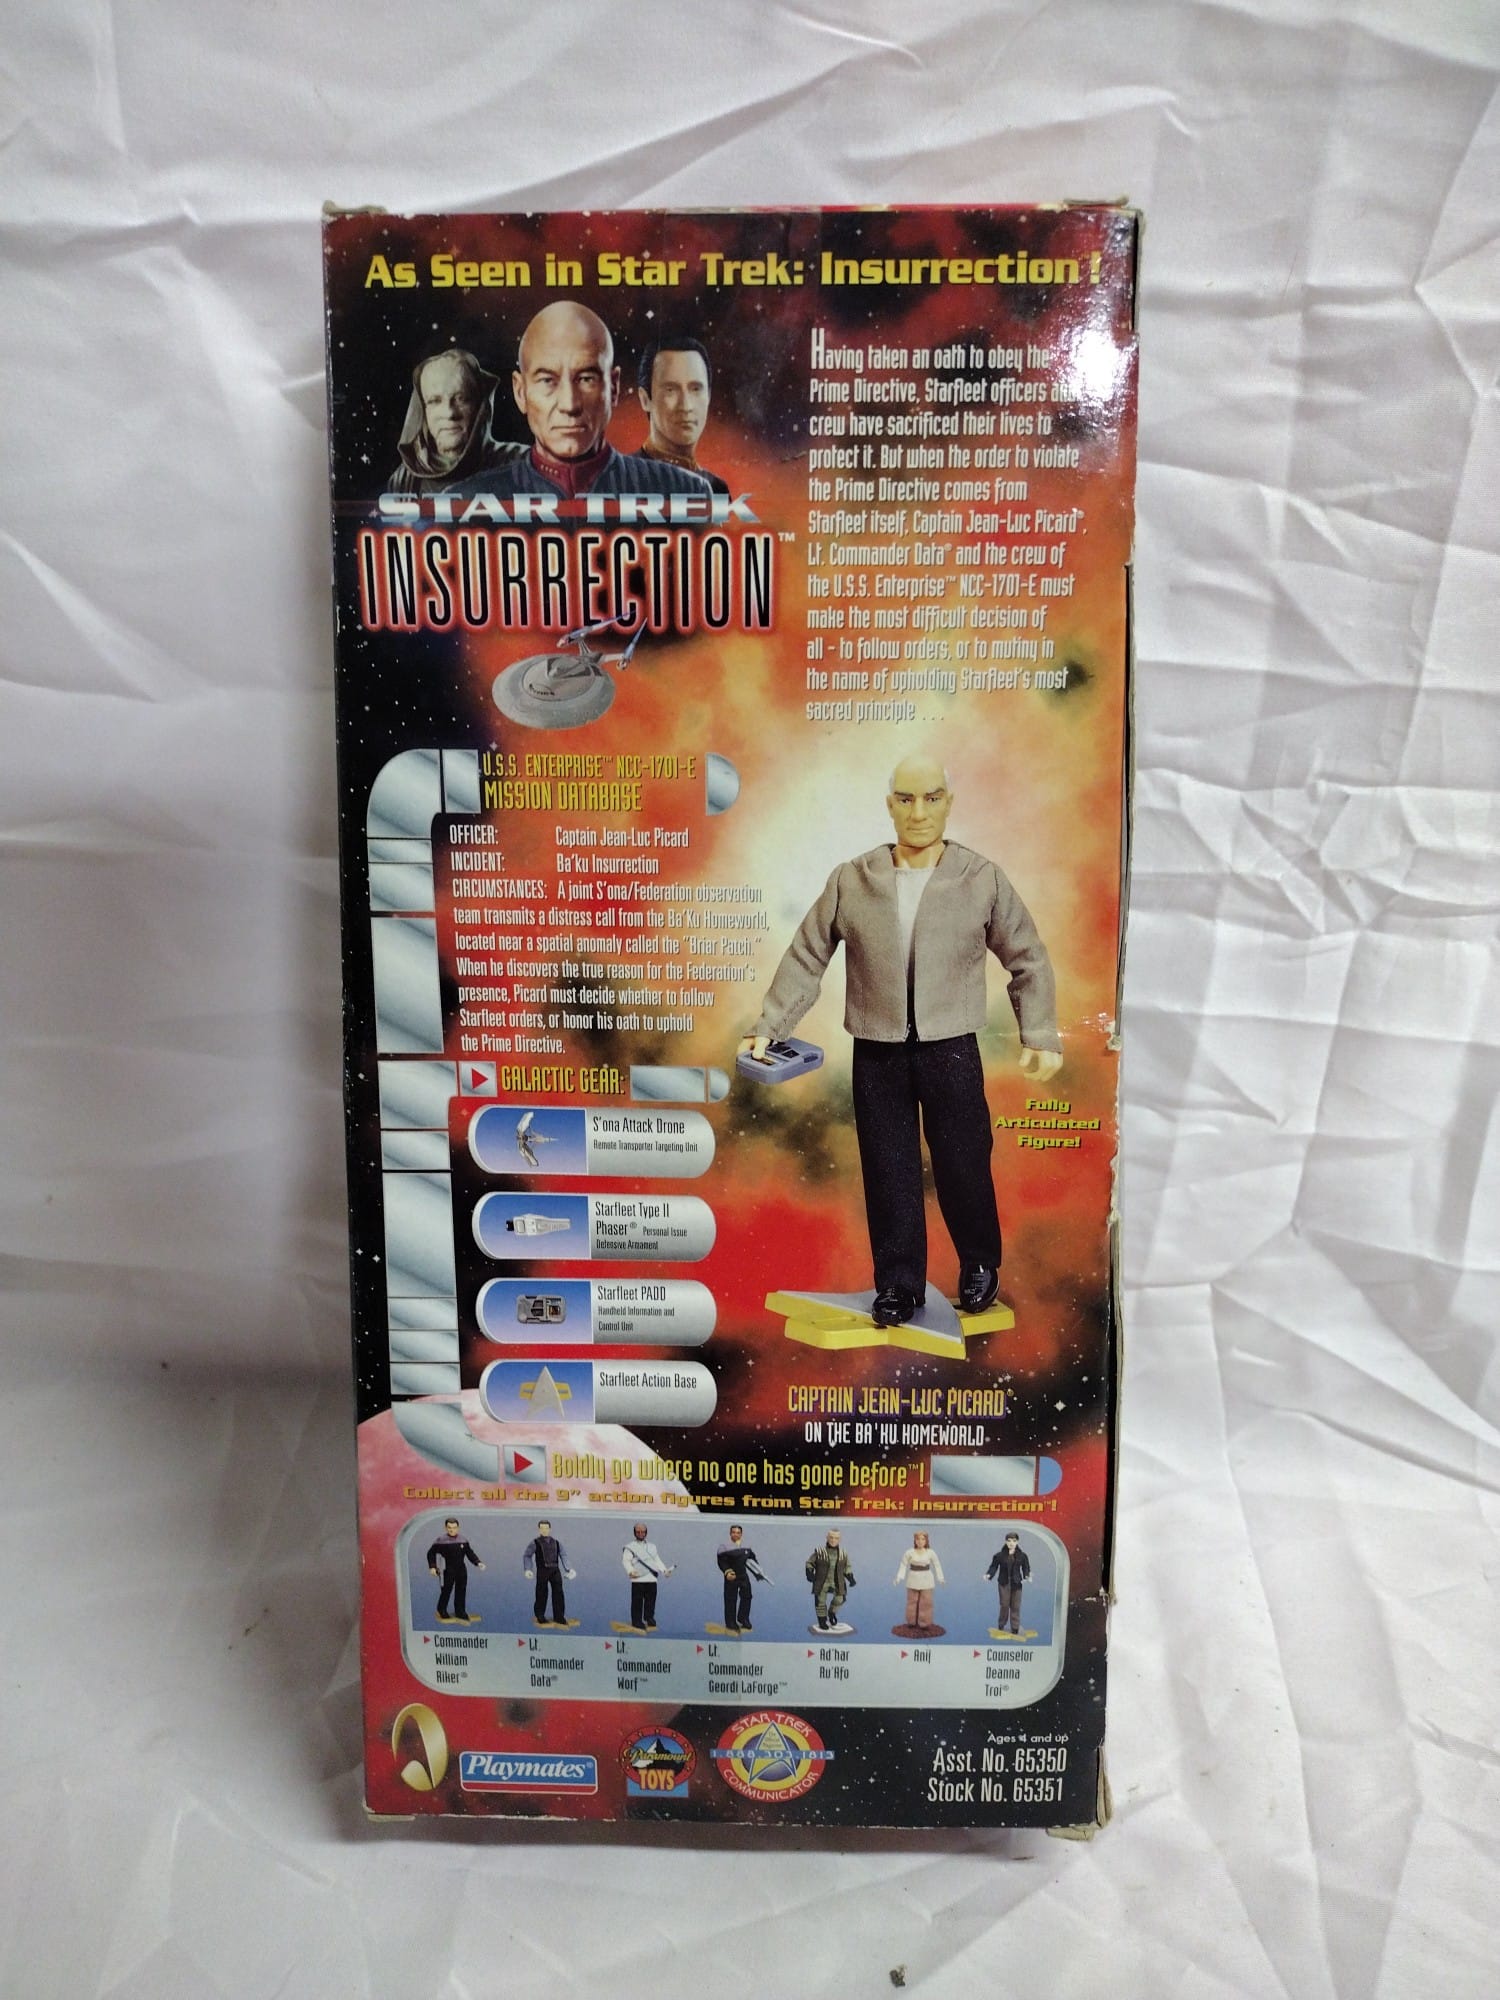 As Seen in Star Trek: Insurrection!
STAR TREK
INSURRECTION™
Having taken an oath to obey the
Prime Directive, Starfleet officers
crew have sacrificed their lives to
protect it. But when the order to violate
the Prime Directive comes from
Starfleet itself, Captain Jean-Luc Picard®,
Lt. Commander Data® and the crew of
the U.S.S. Enterprise™ NCC-1701-E must
make the most difficult decision of
all - to follow orders, or to mutiny in
the name of upholding Starfleet's most
sacred principle . . .
U.S.S. ENTERPRISE™ NCC-1701-E
MISSION DATABASE
OFFICER: Captain Jean-Luc Picard
INCIDENT: Ba'ku Insurrection
CIRCUMSTANCES: A joint S'ona/Federation observation
team transmits a distress call from the Ba'Ku Homeworld,
located near a spatial anomaly called the "Briar Patch."
When he discovers the true reason for the Federation's
presence, Picard must decide whether to follow
Starfleet orders, or honor his oath to uphold
the Prime Directive.
GALACTIC GEAR:
S'ona Attack Drone
Remote Transporter Targeting Unit
Starfleet Type II
Phaser® Personal Issue
Defensive Armament
Starfleet PADD
Handheld Information and
Control Unit
Starfleet Action Base
Fully
Articulated
Figure!
CAPTAIN JEAN-LUC PICARD®
ON THE BA'KU HOMEWORLD
Boldly go where no one has gone before™!
Collect all the 9" action figures from Star Trek: Insurrection™!
Commander
William
Riker®
Lt.
Commander
Data®
Lt.
Commander
Worf™
Lt.
Commander
Geordi LaForge™
Ad'har
Ru'Afo
Anij
Counselor
Deanna
Troi®
Playmates®
Paramount
TOYS
STAR TREK
1.888.303.1813
COMMUNICATOR
Ages 4 and up
Asst. No. 65350
Stock No. 65351